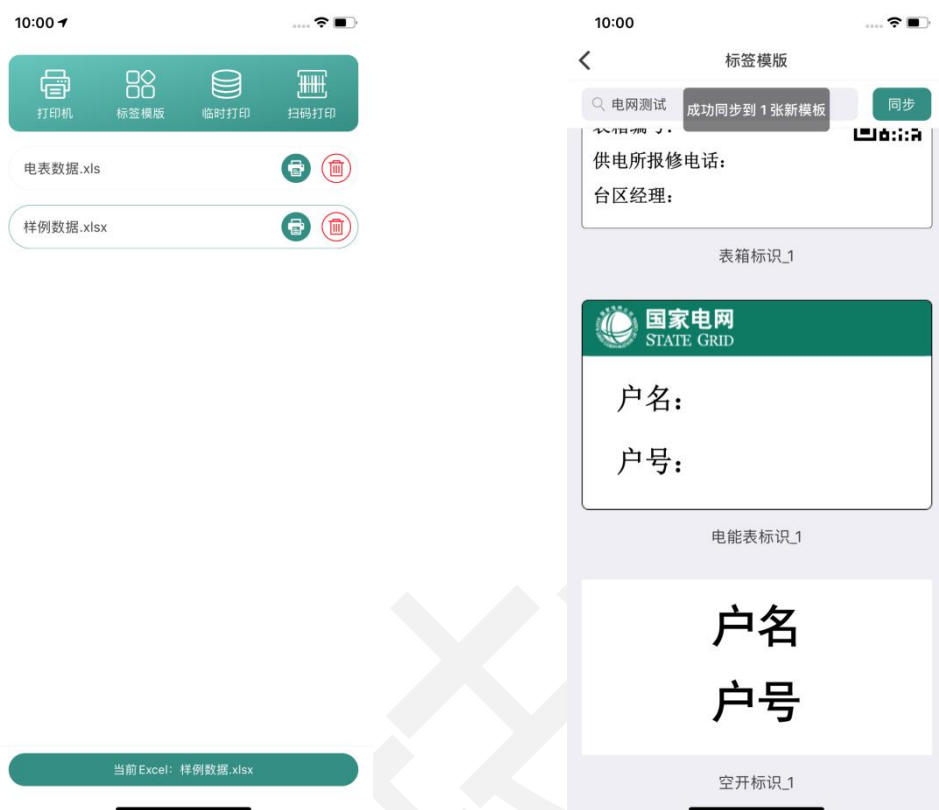 10:00
打印机
标签模版
临时打印
扫码打印
电表数据.xls
样例数据.xlsx
当前Excel：样例数据.xlsx
10:00
标签模版
电网测试
成功同步到 1 张新模板
同步
供电所报修电话：
台区经理：
表箱标识_1
国家电网
STATE GRID
户名：
户号：
电能表标识_1
户名
户号
空开标识_1